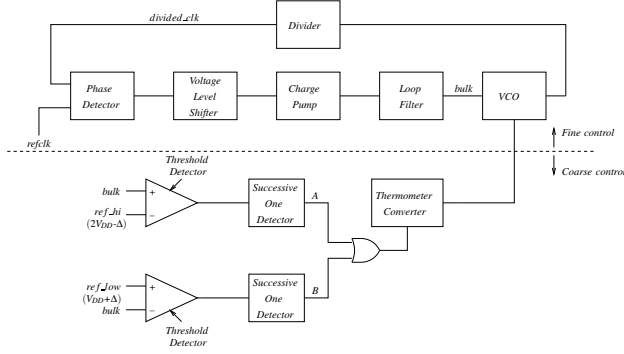 divided_clk
Divider
Phase
Detector
Voltage
Level
Shifter
Charge
Pump
Loop
Filter
bulk
VCO
refclk
Fine control
Coarse control
Threshold
Detector
bulk
+
ref_hi
(2VDD-Δ)
−
Successive
One
Detector
A
Thermometer
Converter
ref_low
(VDD+Δ)
+
bulk
−
Successive
One
Detector
B
Threshold
Detector